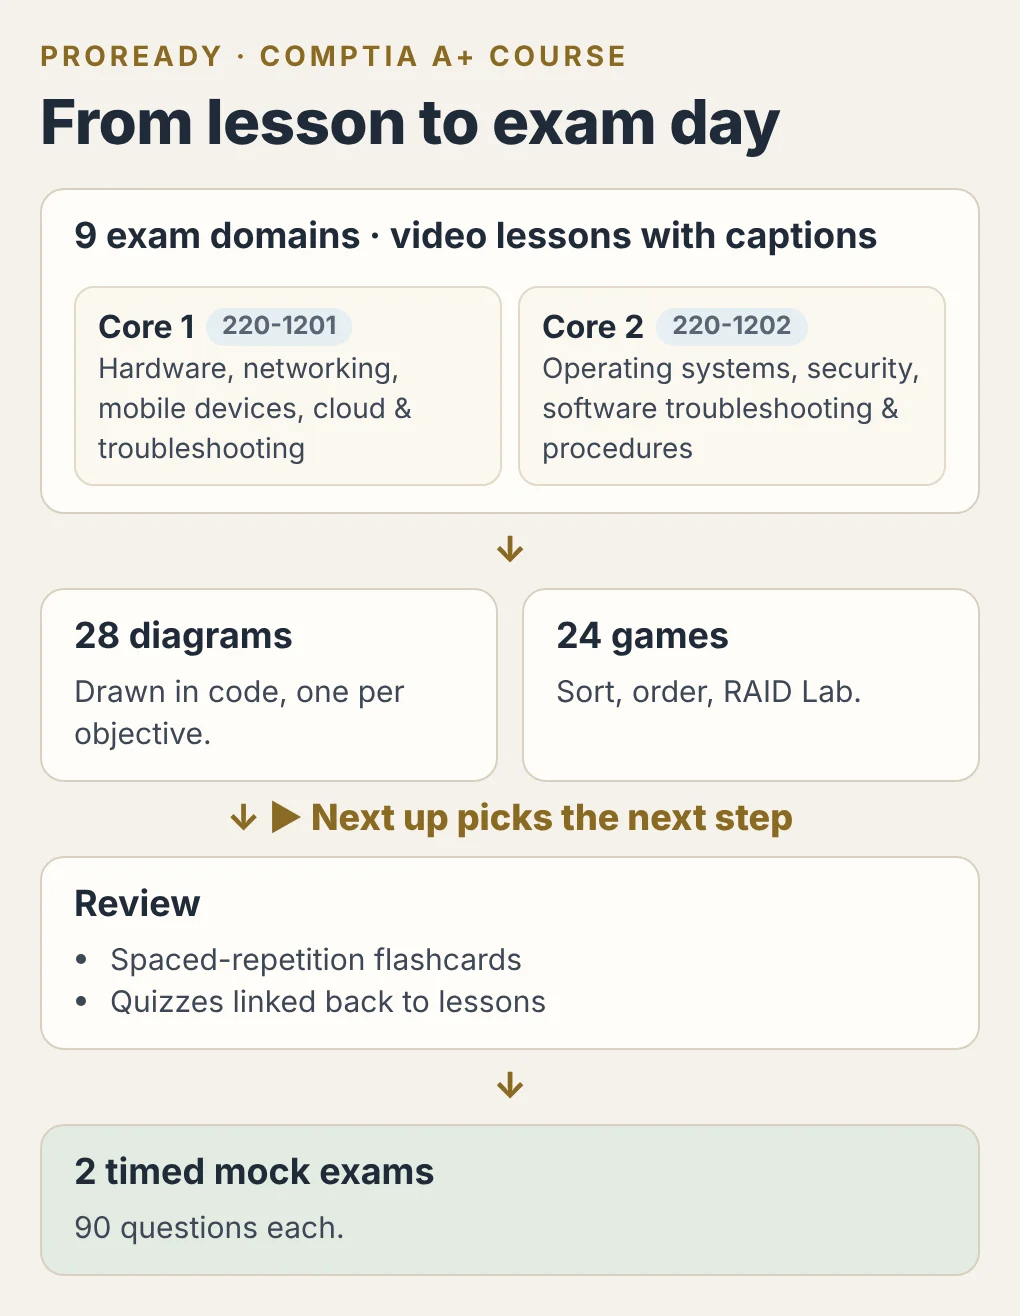 PROREADY · COMPTIA A+ COURSE
From lesson to exam day
9 exam domains · video lessons with captions
Core 1 220-1201
Hardware, networking,
mobile devices, cloud &
troubleshooting
Core 2 220-1202
Operating systems, security,
software troubleshooting &
procedures
↓
28 diagrams
Drawn in code, one per
objective.
24 games
Sort, order, RAID Lab.
↓ ▶ Next up picks the next step
Review
• Spaced-repetition flashcards
• Quizzes linked back to lessons
↓
2 timed mock exams
90 questions each.